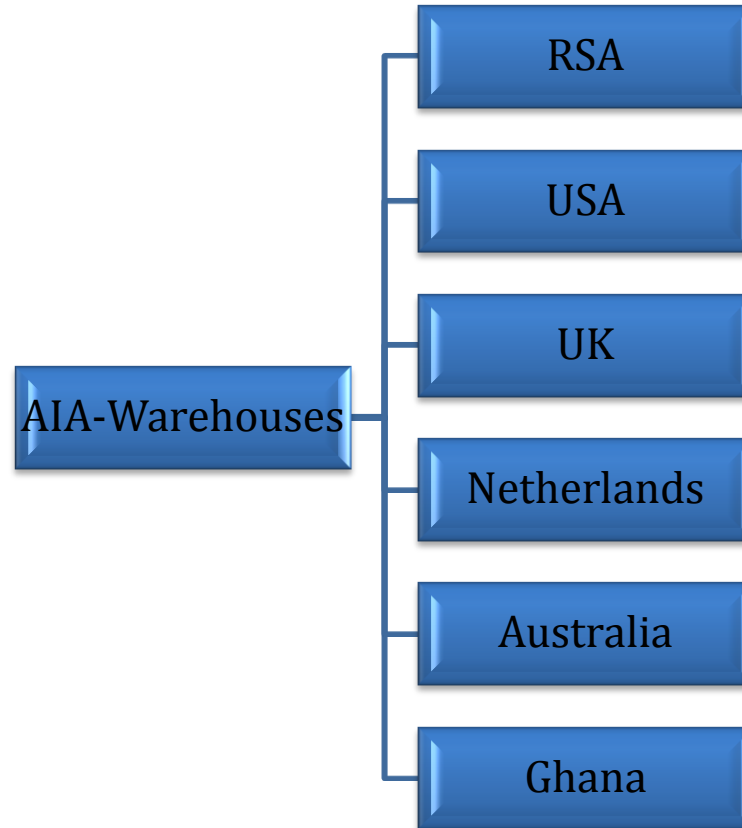 RSA
USA
UK
AIA-Warehouses
Netherlands
Australia
Ghana